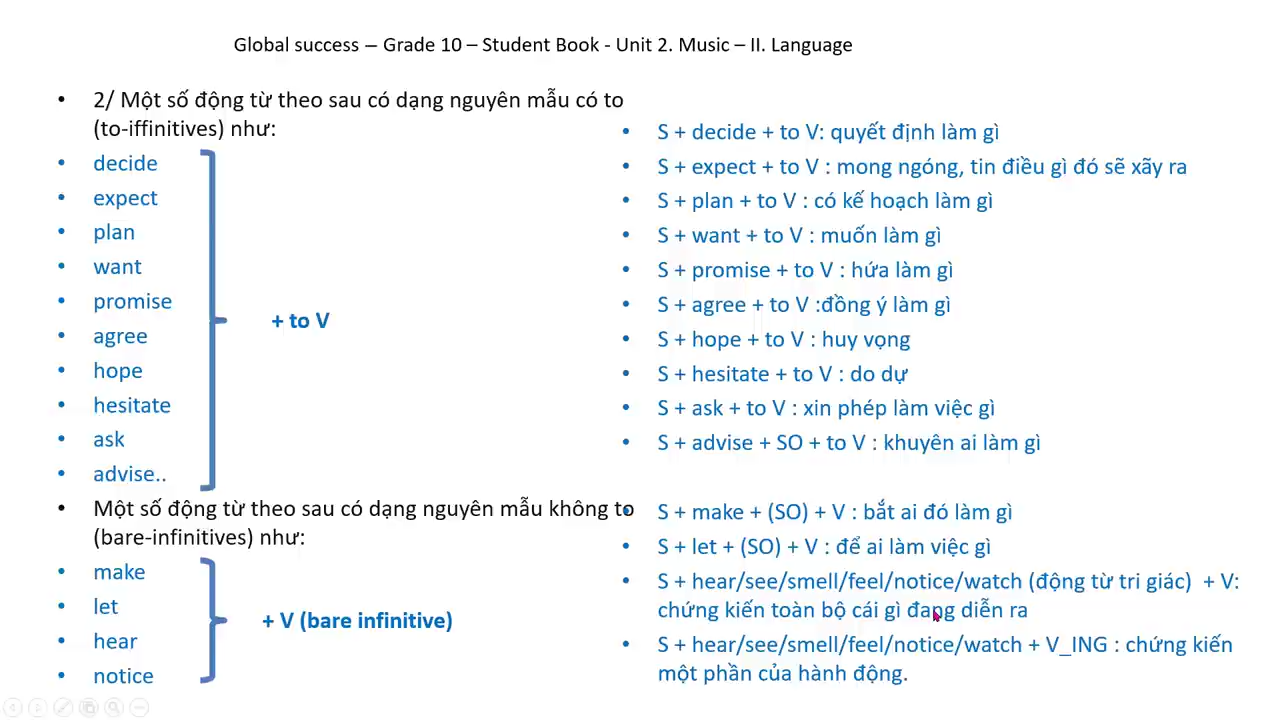 Global success – Grade 10 – Student Book - Unit 2. Music – II. Language
• 2/ Một số động từ theo sau có dạng nguyên mẫu có to
(to-iffinitives) như:
• decide
• expect
• plan
• want
• promise
• agree
• hope
• hesitate
• ask
• advise..
+ to V
• Một số động từ theo sau có dạng nguyên mẫu không to
(bare-infinitives) như:
• make
• let
• hear
• notice
+ V (bare infinitive)
• S + decide + to V: quyết định làm gì
• S + expect + to V : mong ngóng, tin điều gì đó sẽ xãy ra
• S + plan + to V : có kế hoạch làm gì
• S + want + to V : muốn làm gì
• S + promise + to V : hứa làm gì
• S + agree + to V :đồng ý làm gì
• S + hope + to V : huy vọng
• S + hesitate + to V : do dự
• S + ask + to V : xin phép làm việc gì
• S + advise + SO + to V : khuyên ai làm gì
• S + make + (SO) + V : bắt ai đó làm gì
• S + let + (SO) + V : để ai làm việc gì
• S + hear/see/smell/feel/notice/watch (động từ tri giác) + V:
chứng kiến toàn bộ cái gì đang diễn ra
• S + hear/see/smell/feel/notice/watch + V_ING : chứng kiến
một phần của hành động.